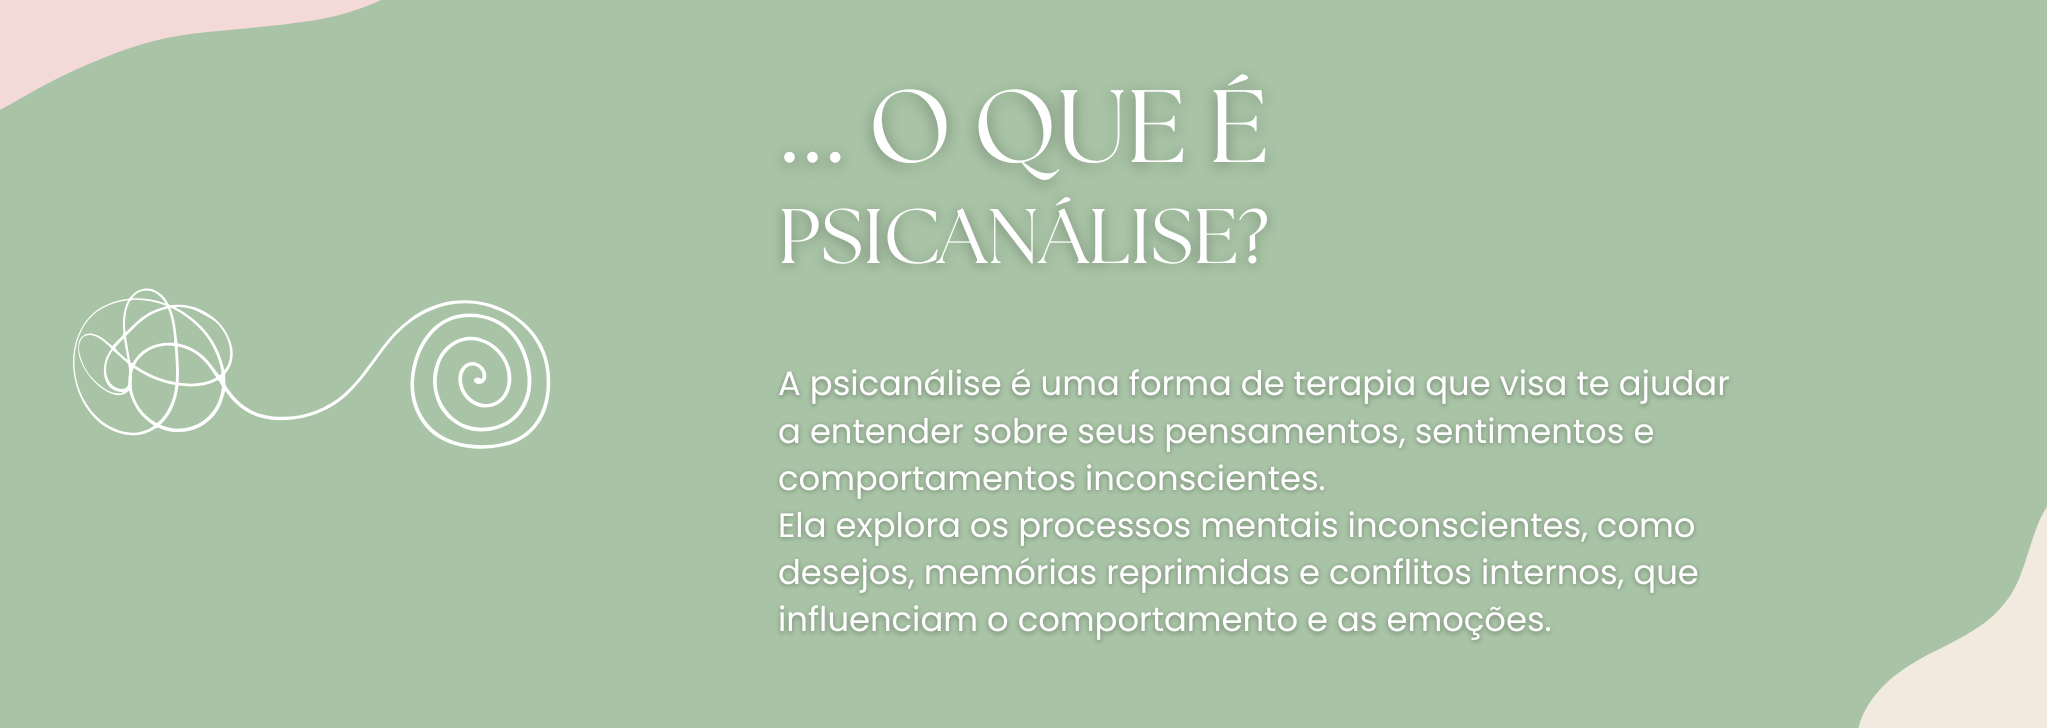 ... O QUE É
PSICANÁLISE?
A psicanálise é uma forma de terapia que visa te ajudar
a entender sobre seus pensamentos, sentimentos e
comportamentos inconscientes.
Ela explora os processos mentais inconscientes, como
desejos, memórias reprimidas e conflitos internos, que
influenciam o comportamento e as emoções.